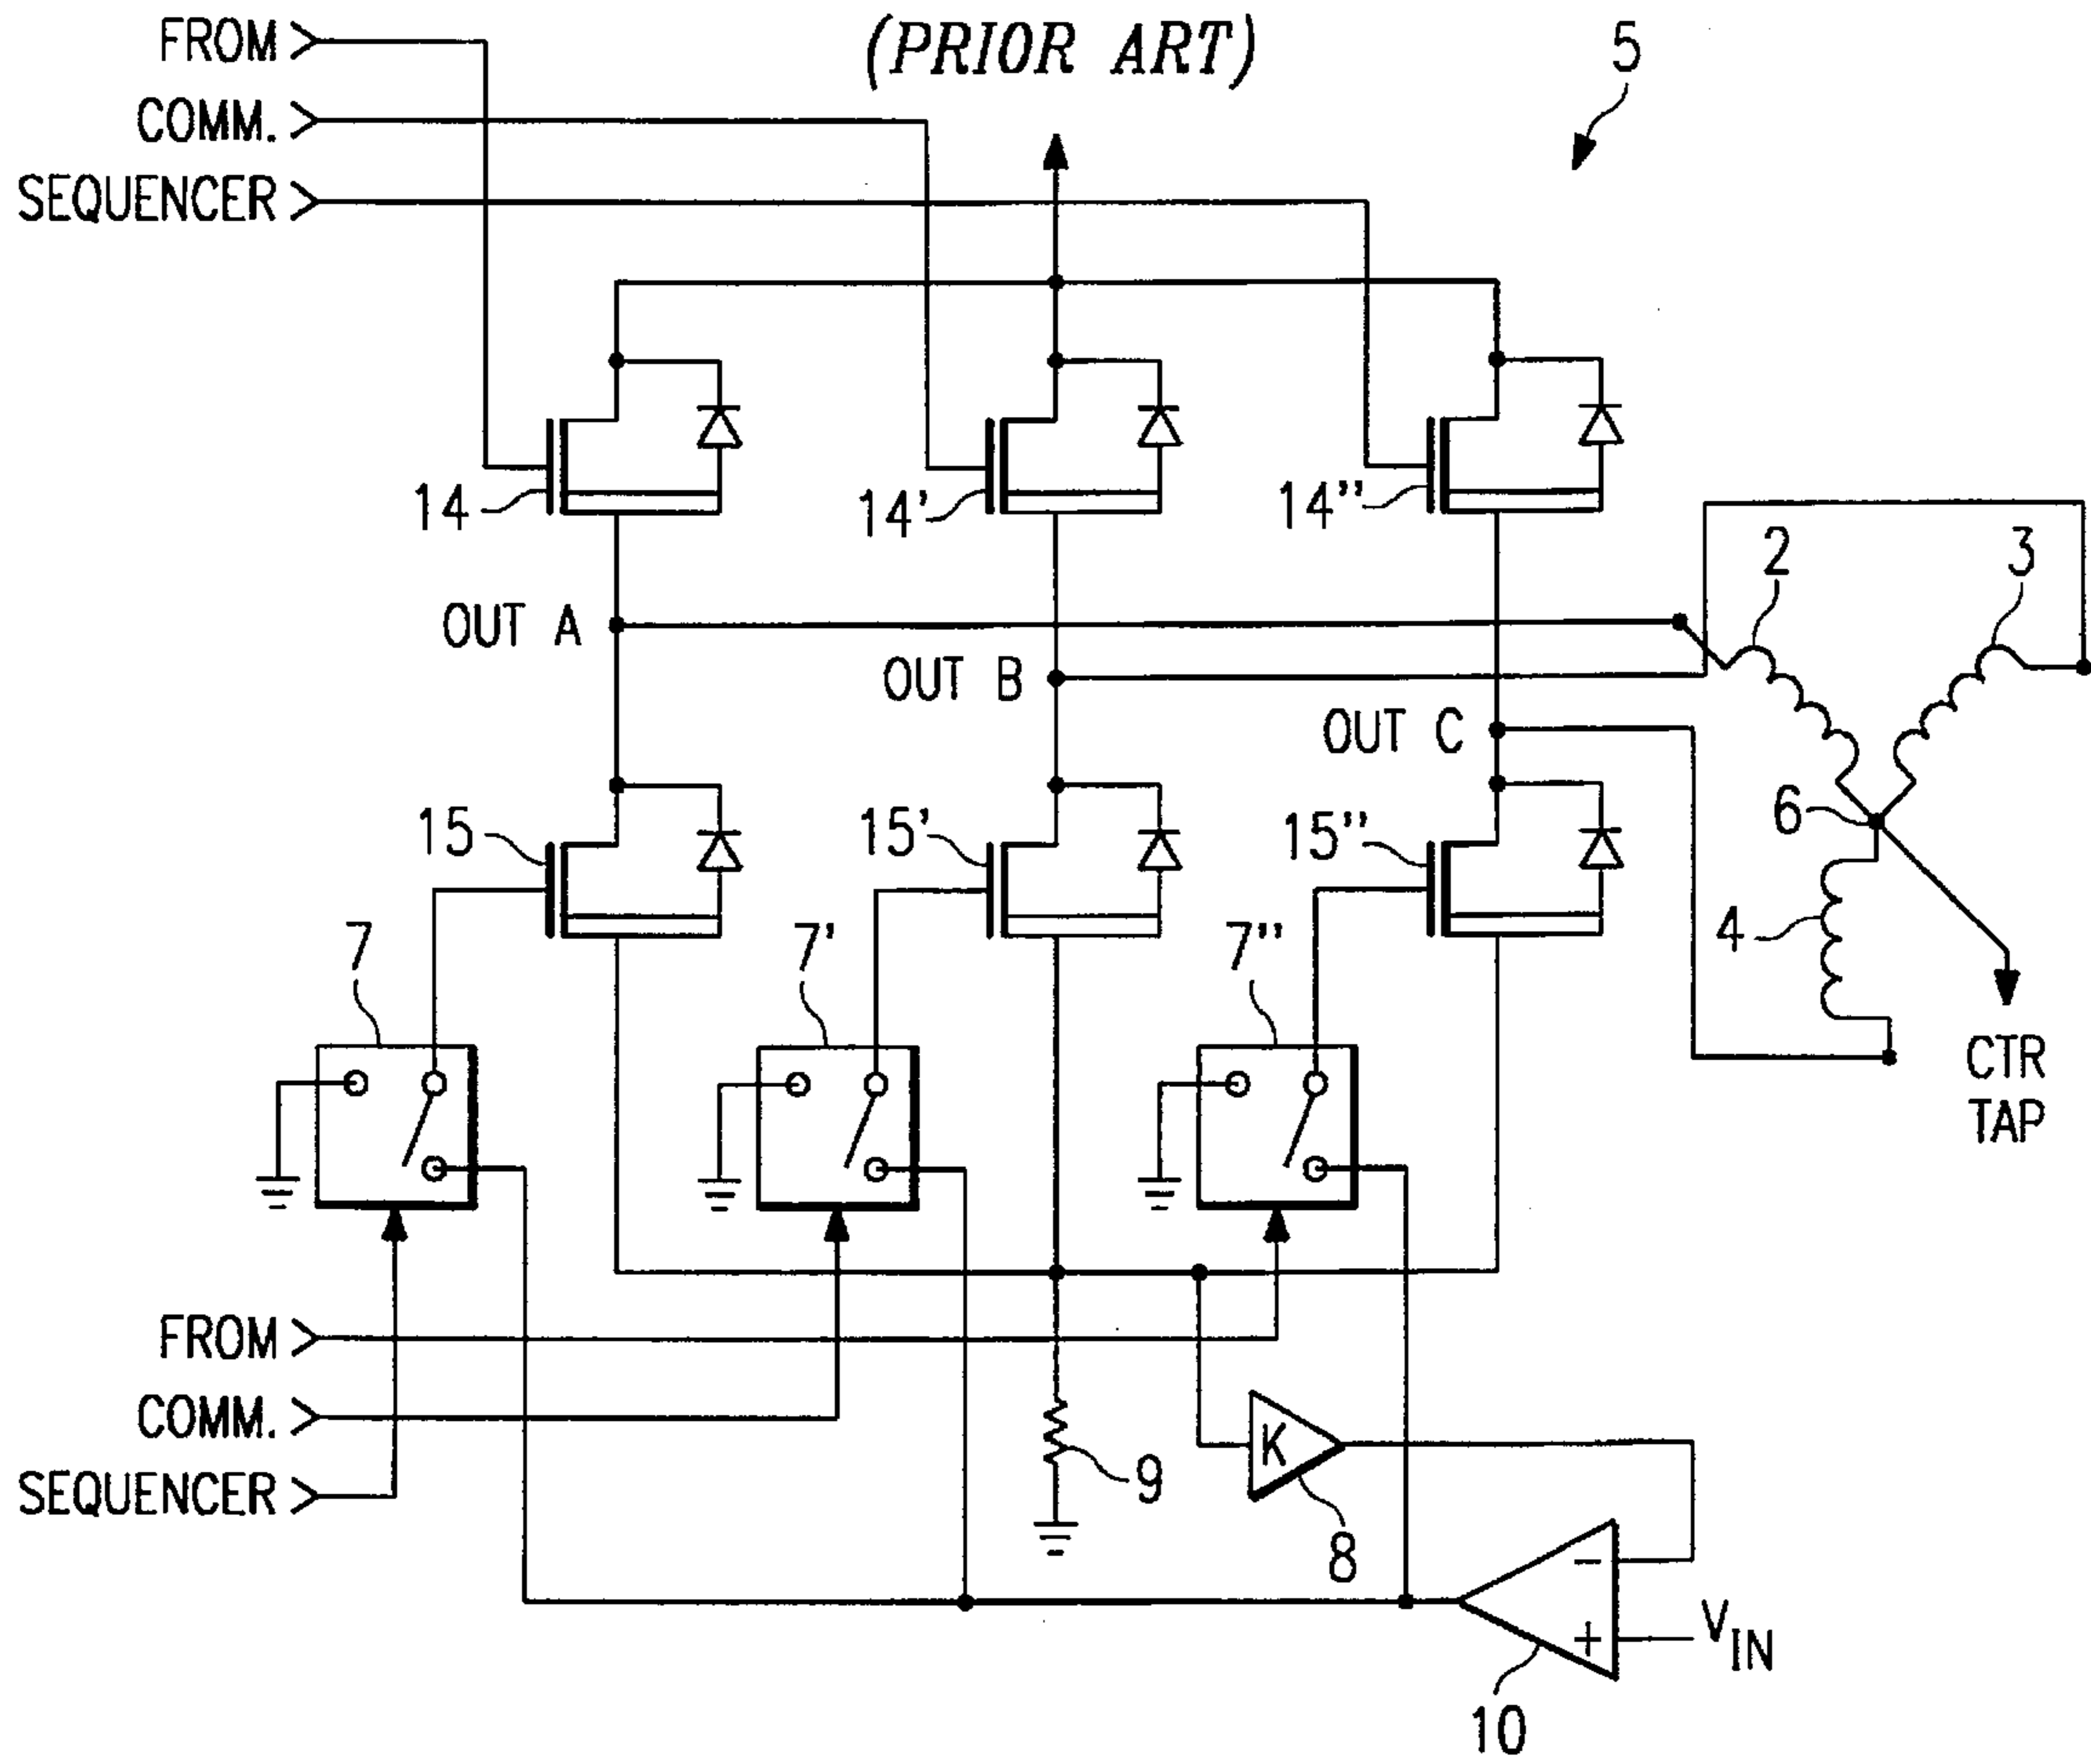 (PRIOR ART)
FROM
COMM.
SEQUENCER
5
14
14'
14"
2
3
OUT A
OUT B
OUT C
6
15
15'
15"
4
7
7'
7"
CTR
TAP
FROM
COMM.
SEQUENCER
9
K
8
-
+
VIN
10